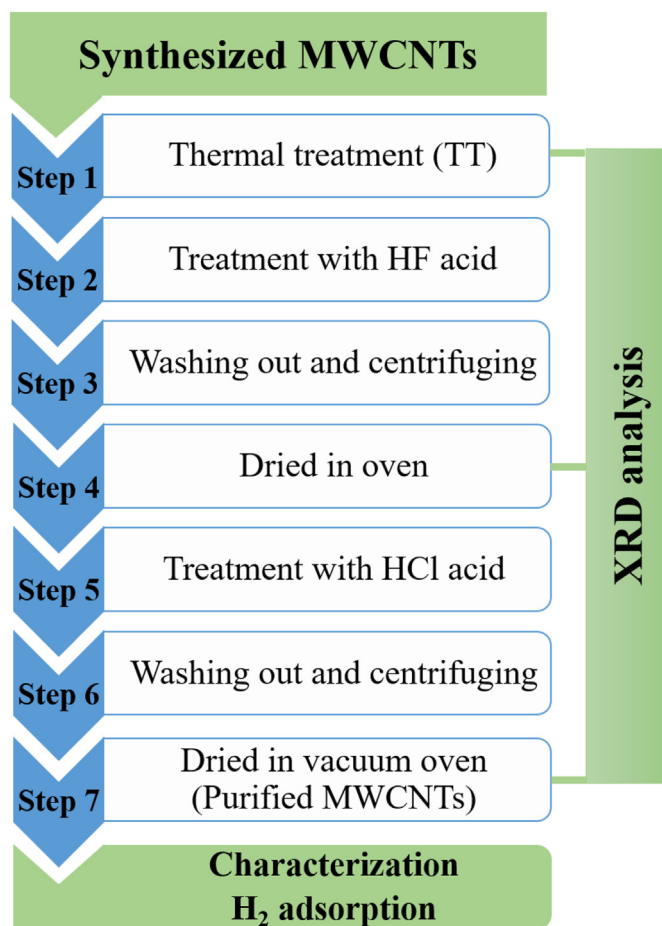 Synthesized MWCNTs
Step 1
Thermal treatment (TT)
Step 2
Treatment with HF acid
Step 3
Washing out and centrifuging
Step 4
Dried in oven
Step 5
Treatment with HCl acid
Step 6
Washing out and centrifuging
Step 7
Dried in vacuum oven
(Purified MWCNTs)
XRD analysis
Characterization
H₂ adsorption